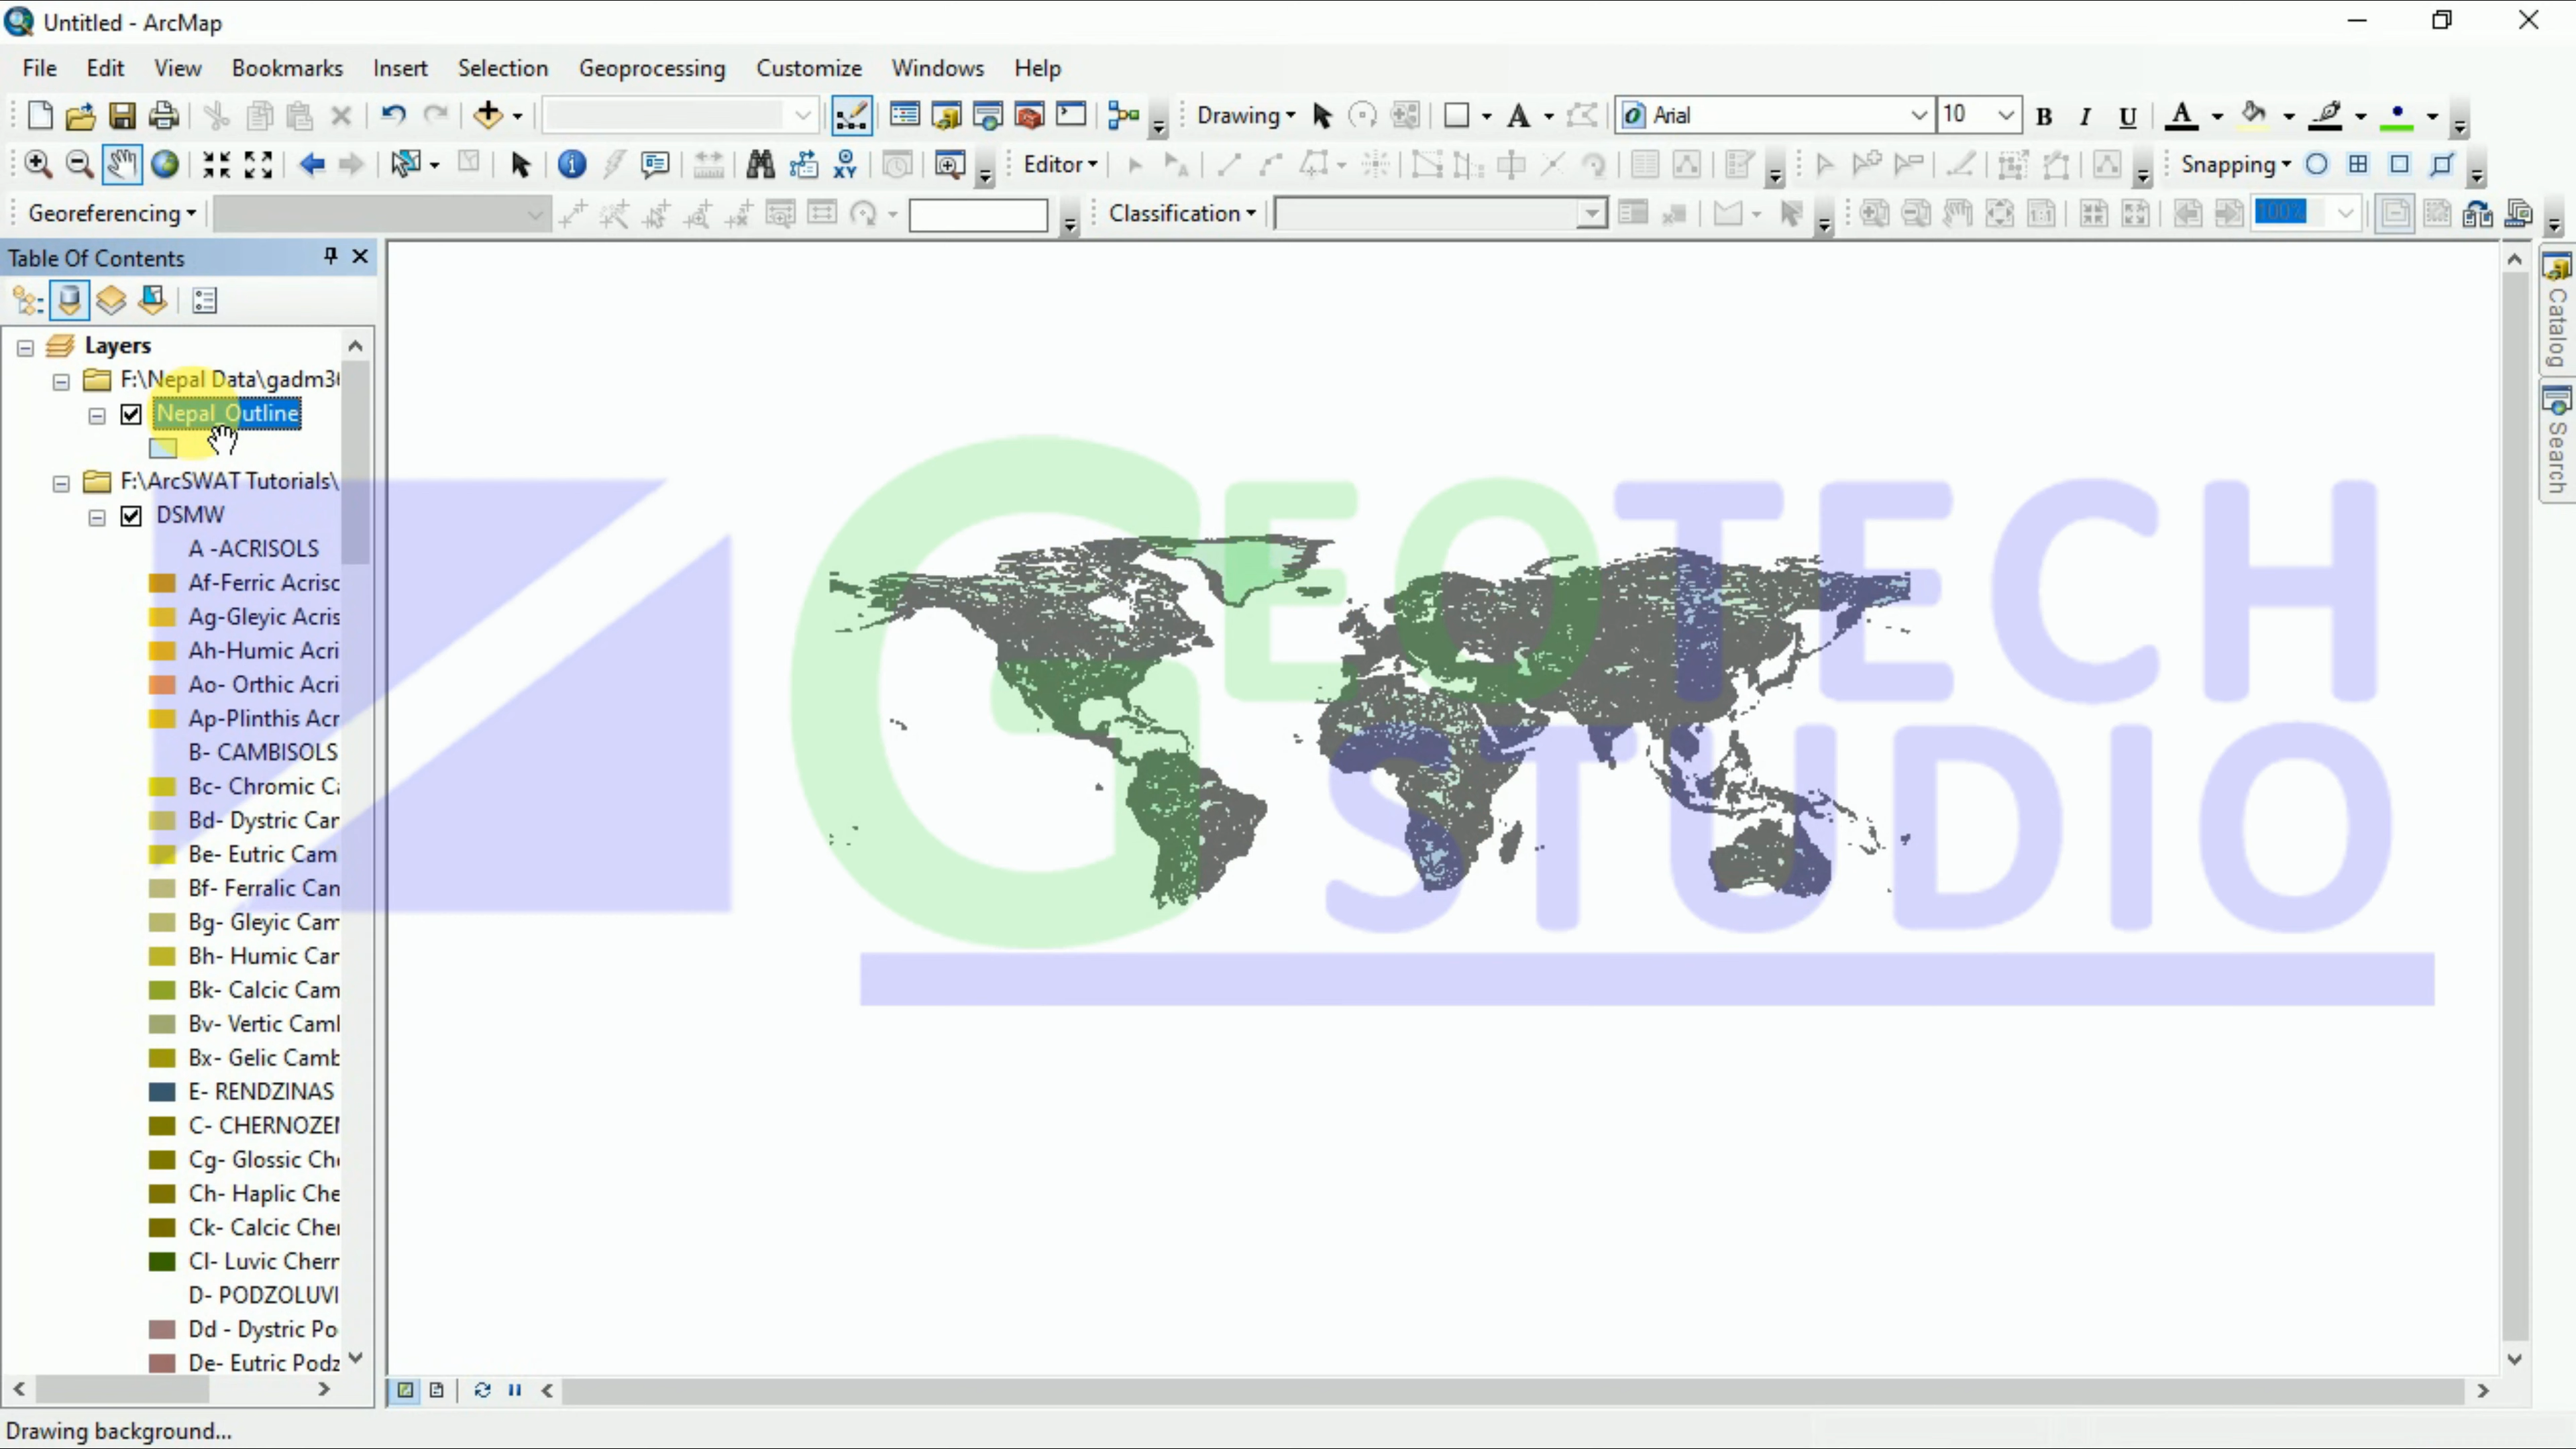 Untitled - ArcMap
File Edit View Bookmarks Insert Selection Geoprocessing Customize Windows Help
Drawing Arial 10 B I U A
Editor Snapping
Georeferencing Classification 100%
Table Of Contents
Layers
F:\Nepal Data\gadm3
Nepal_Outline
F:\ArcSWAT Tutorials\
DSMW
A -ACRISOLS
Af-Ferric Acrisc
Ag-Gleyic Acris
Ah-Humic Acri
Ao- Orthic Acri
Ap-Plinthis Acr
B- CAMBISOLS
Bc- Chromic Ca
Bd- Dystric Car
Be- Eutric Cam
Bf- Ferralic Can
Bg- Gleyic Cam
Bh- Humic Car
Bk- Calcic Cam
Bv- Vertic Caml
Bx- Gelic Camb
E- RENDZINAS
C- CHERNOZEI
Cg- Glossic Che
Ch- Haplic Che
Ck- Calcic Cher
Cl- Luvic Chern
D- PODZOLUVI
Dd - Dystric Po
De- Eutric Podz
GEOTECH
STUDIO
Catalog
Search
Drawing background...